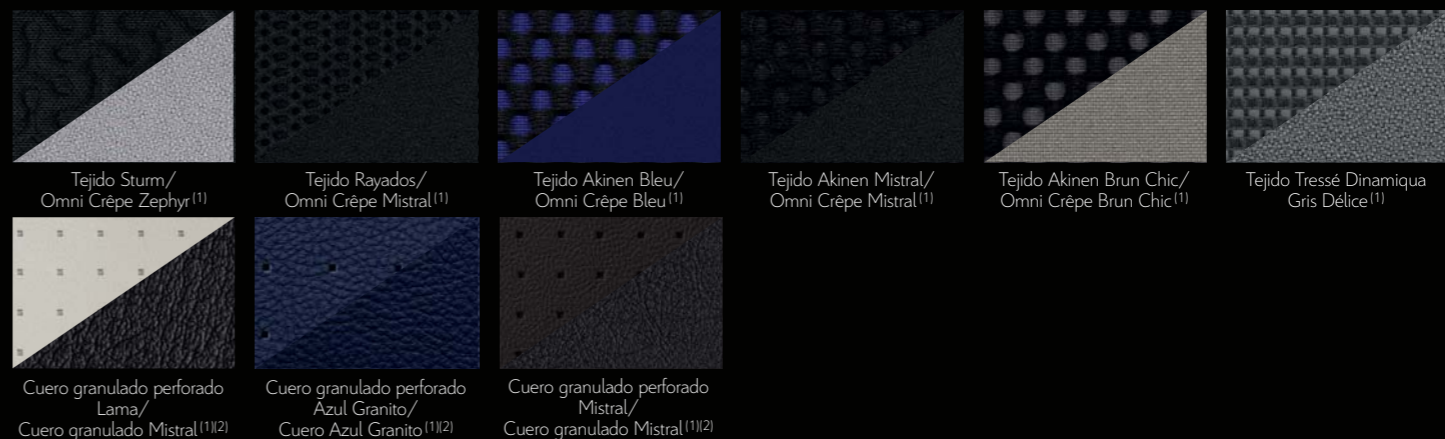 Tejido Sturm/
Omni Crêpe Zephyr (1)
Tejido Rayados/
Omni Crêpe Mistral (1)
Tejido Akinen Bleu/
Omni Crêpe Bleu (1)
Tejido Akinen Mistral/
Omni Crêpe Mistral (1)
Tejido Akinen Brun Chic/
Omni Crêpe Brun Chic (1)
Tejido Tressé Dinamiqua
Gris Délice (1)
Cuero granulado perforado
Lama/
Cuero granulado Mistral (1)(2)
Cuero granulado perforado
Azul Granito/
Cuero Azul Granito (1)(2)
Cuero granulado perforado
Mistral/
Cuero granulado Mistral (1)(2)